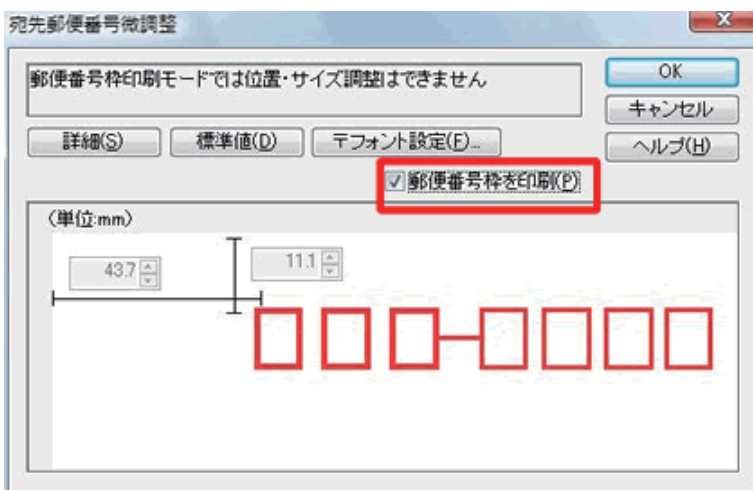 宛先郵便番号微調整
郵便番号枠印刷モードでは位置・サイズ調整はできません
OK
キャンセル
ヘルプ(H)
詳細(S)
標準値(D)
〒フォント設定(F)...
郵便番号枠を印刷(P)
(単位:mm)
43.7
11.1